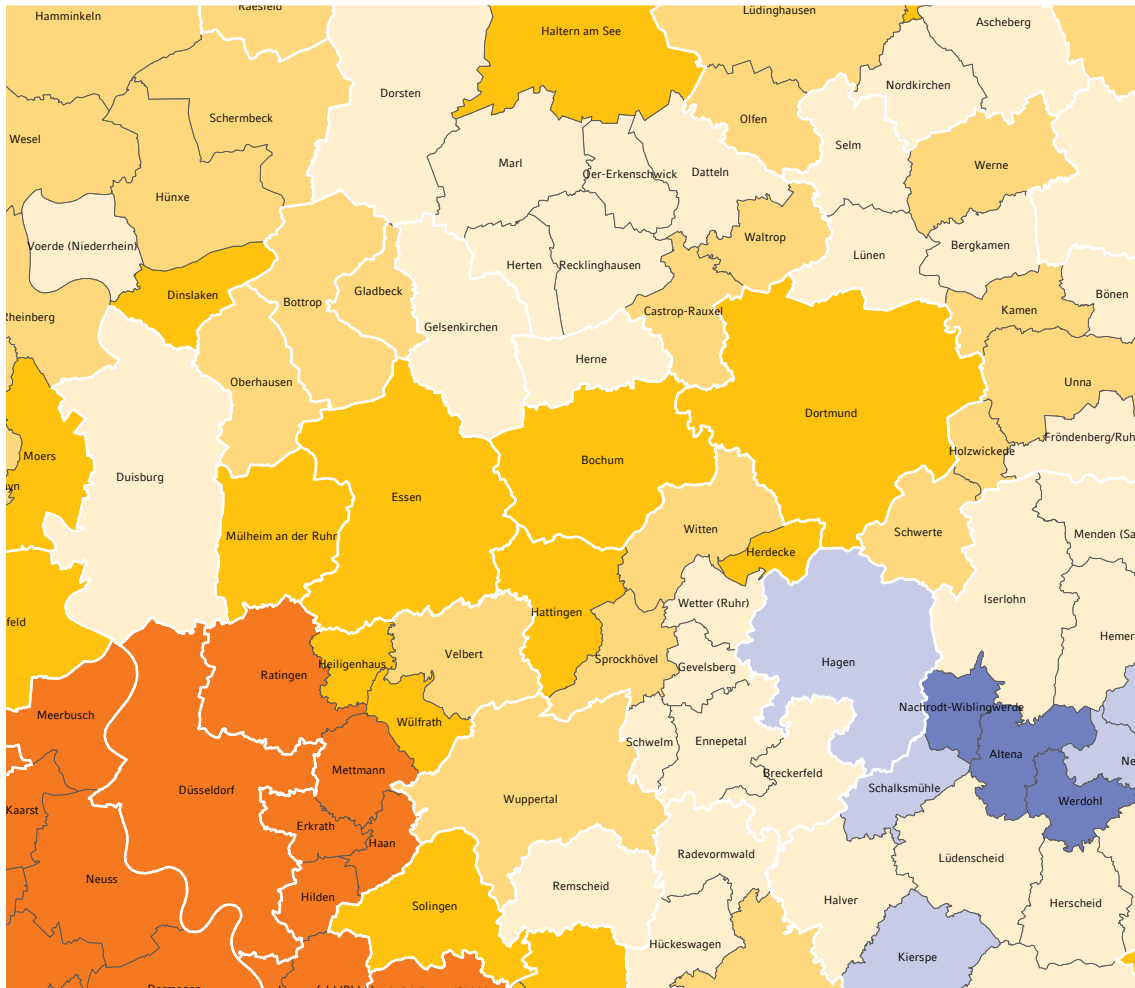 Hamminkeln
Raesfeld
Haltern am See
Lüdinghausen
Ascheberg
Dorsten
Nordkirchen
Schermbeck
Olfen
Wesel
Selm
Marl
Oer-Erkenschwick
Datteln
Werne
Hünxe
Voerde (Niederrhein)
Waltrop
Bergkamen
Herten
Recklinghausen
Lünen
Dinslaken
Bottrop
Gladbeck
Bönen
Rheinberg
Gelsenkirchen
Castrop-Rauxel
Kamen
Herne
Oberhausen
Unna
Dortmund
Fröndenberg/Ruh
Holzwickede
Moers
Bochum
Duisburg
Essen
Witten
Schwerte
Mülheim an der Ruhr
Menden (Sa
Herdecke
Iserlohn
Wetter (Ruhr)
Hattingen
feld
Hemer
Velbert
Sprockhövel
Heiligenhaus
Gevelsberg
Hagen
Ratingen
Nachrodt-Wiblingwerde
Meerbusch
Wülfrath
Schwelm
Ennepetal
Altena
Ne
Mettmann
Breckerfeld
Schalksmühle
Düsseldorf
Wuppertal
Werdohl
Kaarst
Erkrath
Haan
Radevormwald
Lüdenscheid
Neuss
Remscheid
Hilden
Solingen
Halver
Herscheid
Hückeswagen
Kierspe